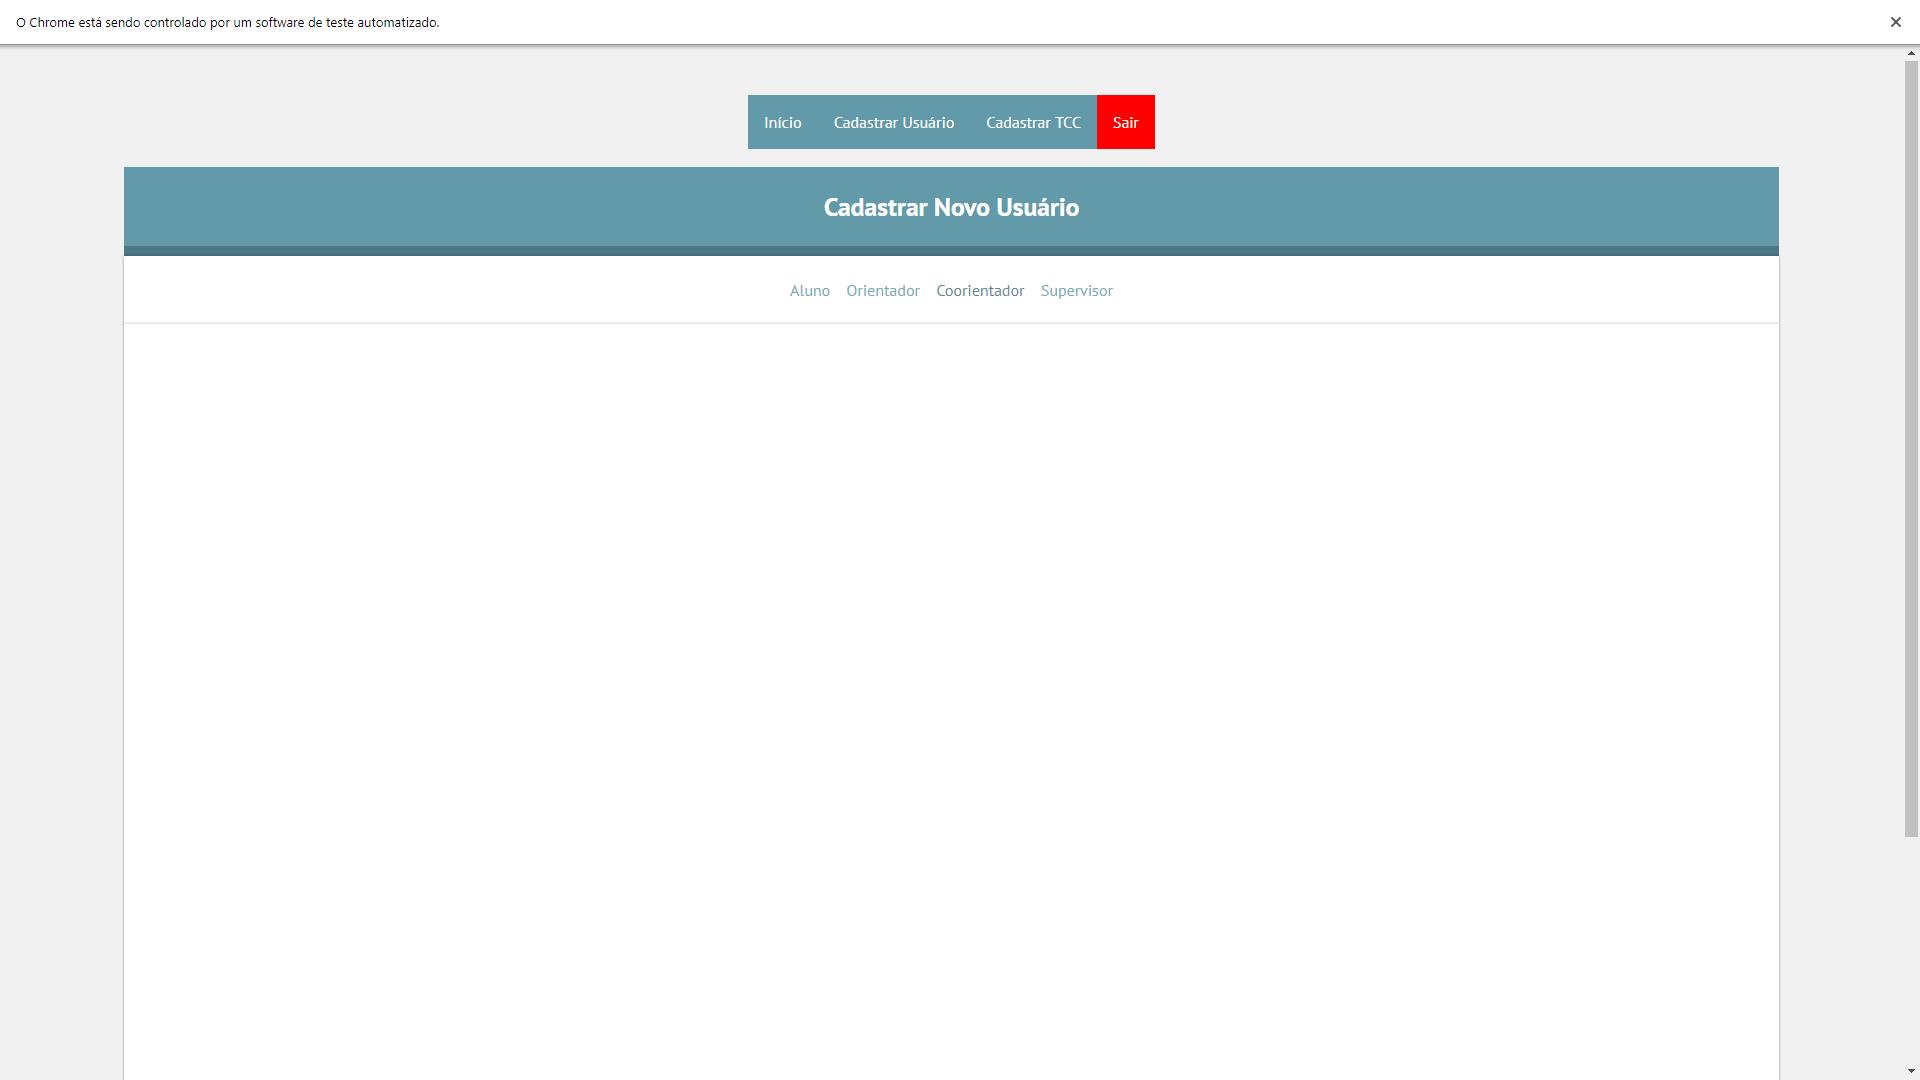 O Chrome está sendo controlado por um software de teste automatizado.
Início Cadastrar Usuário Cadastrar TCC Sair
Cadastrar Novo Usuário
Aluno Orientador Coorientador Supervisor